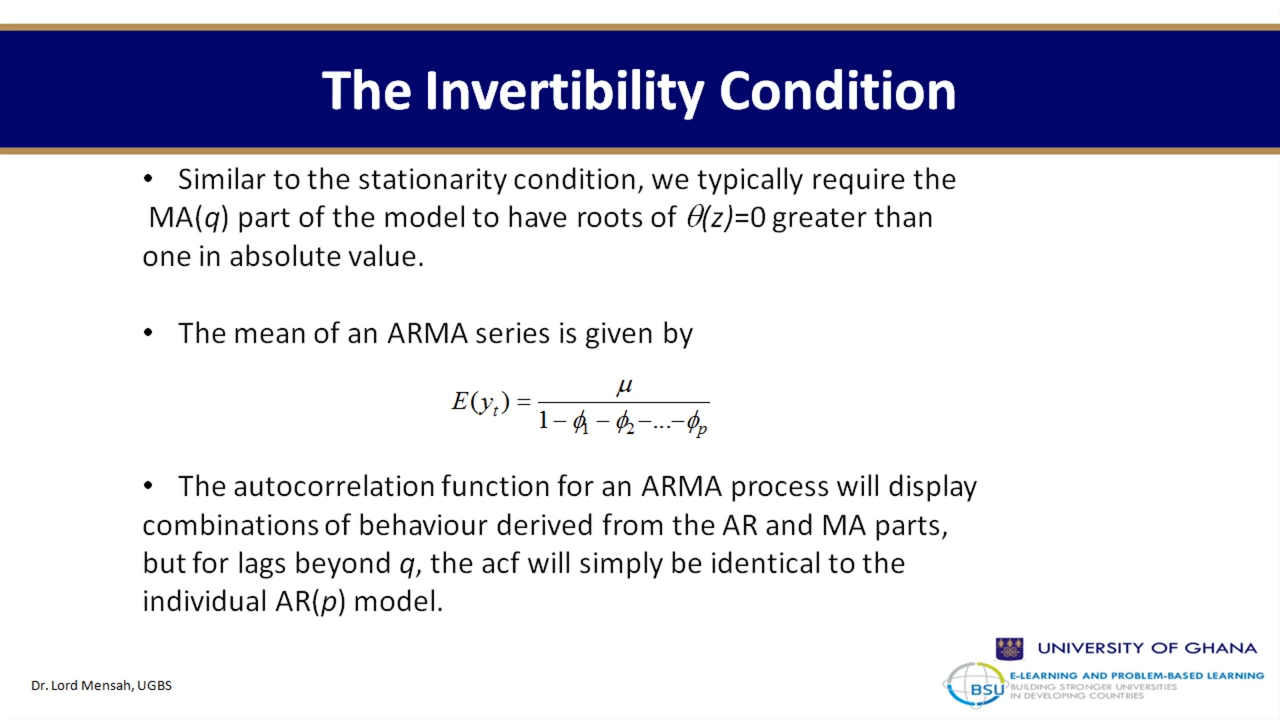 The Invertibility Condition
• Similar to the stationarity condition, we typically require the
MA(q) part of the model to have roots of θ(z)=0 greater than
one in absolute value.
• The mean of an ARMA series is given by
E(y_t) = μ / (1 − ϕ_1 − ϕ_2 −...− ϕ_p)
• The autocorrelation function for an ARMA process will display
combinations of behaviour derived from the AR and MA parts,
but for lags beyond q, the acf will simply be identical to the
individual AR(p) model.
UNIVERSITY OF GHANA
Dr. Lord Mensah, UGBS
BSU
E-LEARNING AND PROBLEM-BASED LEARNING
BUILDING STRONGER UNIVERSITIES
IN DEVELOPING COUNTRIES